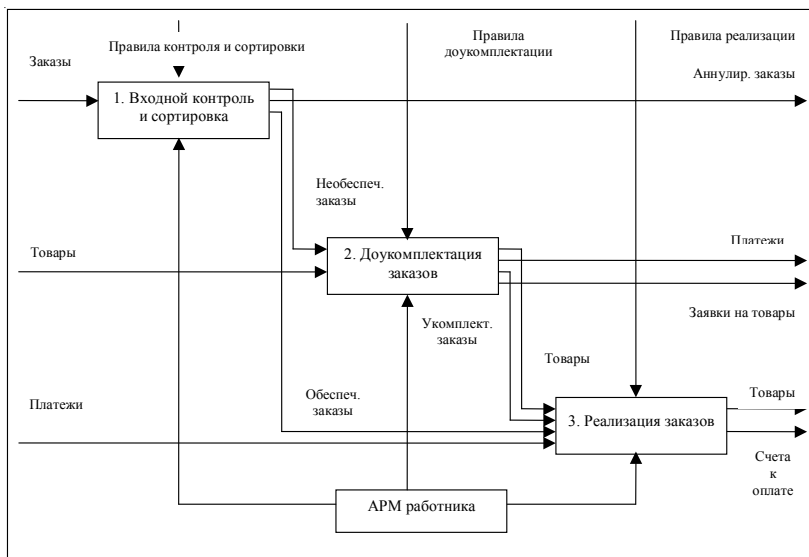 Правила контроля и сортировки
Правила
доукомплектации
Правила реализации
Заказы
Аннулир. заказы
1. Входной контроль
и сортировка
Необеспеч.
заказы
Товары
2. Доукомплектация
заказов
Платежи
Заявки на товары
Укомплект.
заказы
Товары
Платежи
Обеспеч.
заказы
3. Реализация заказов
Товары
Счета
к
оплате
АРМ работника